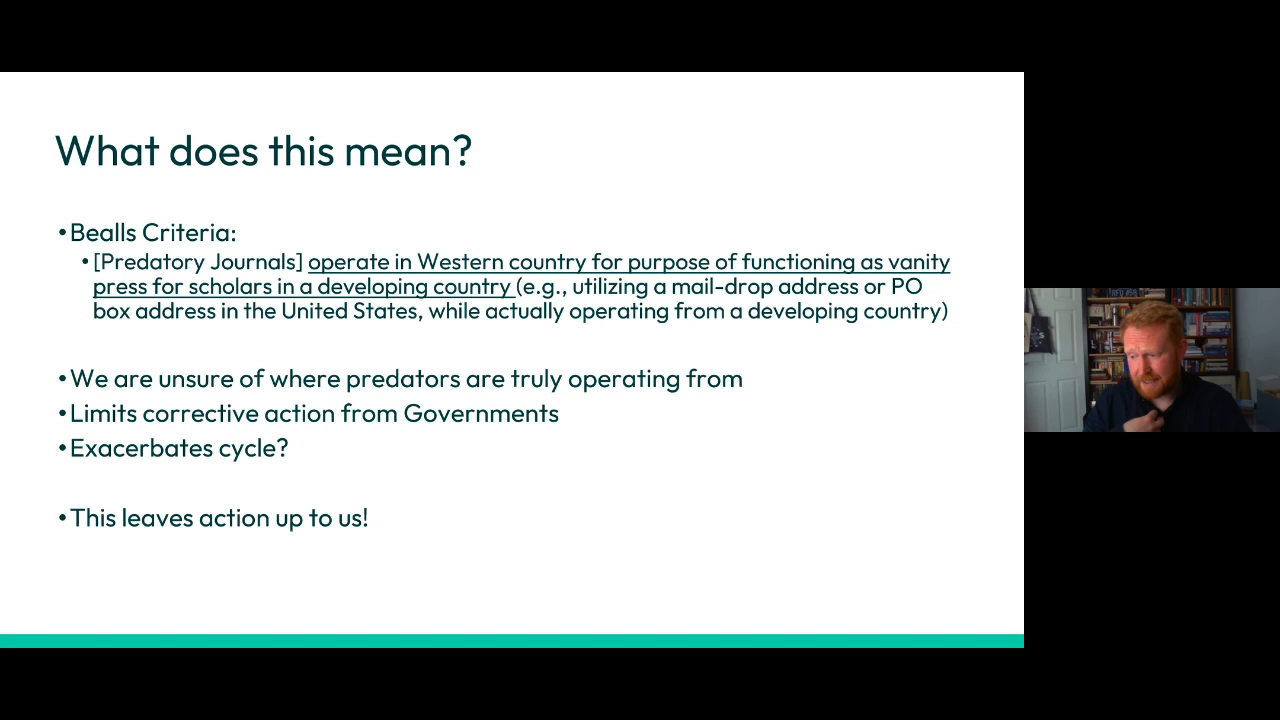 What does this mean?
•Bealls Criteria:
•[Predatory Journals] operate in Western country for purpose of functioning as vanity
press for scholars in a developing country (e.g., utilizing a mail-drop address or PO
box address in the United States, while actually operating from a developing country)
•We are unsure of where predators are truly operating from
•Limits corrective action from Governments
•Exacerbates cycle?
•This leaves action up to us!